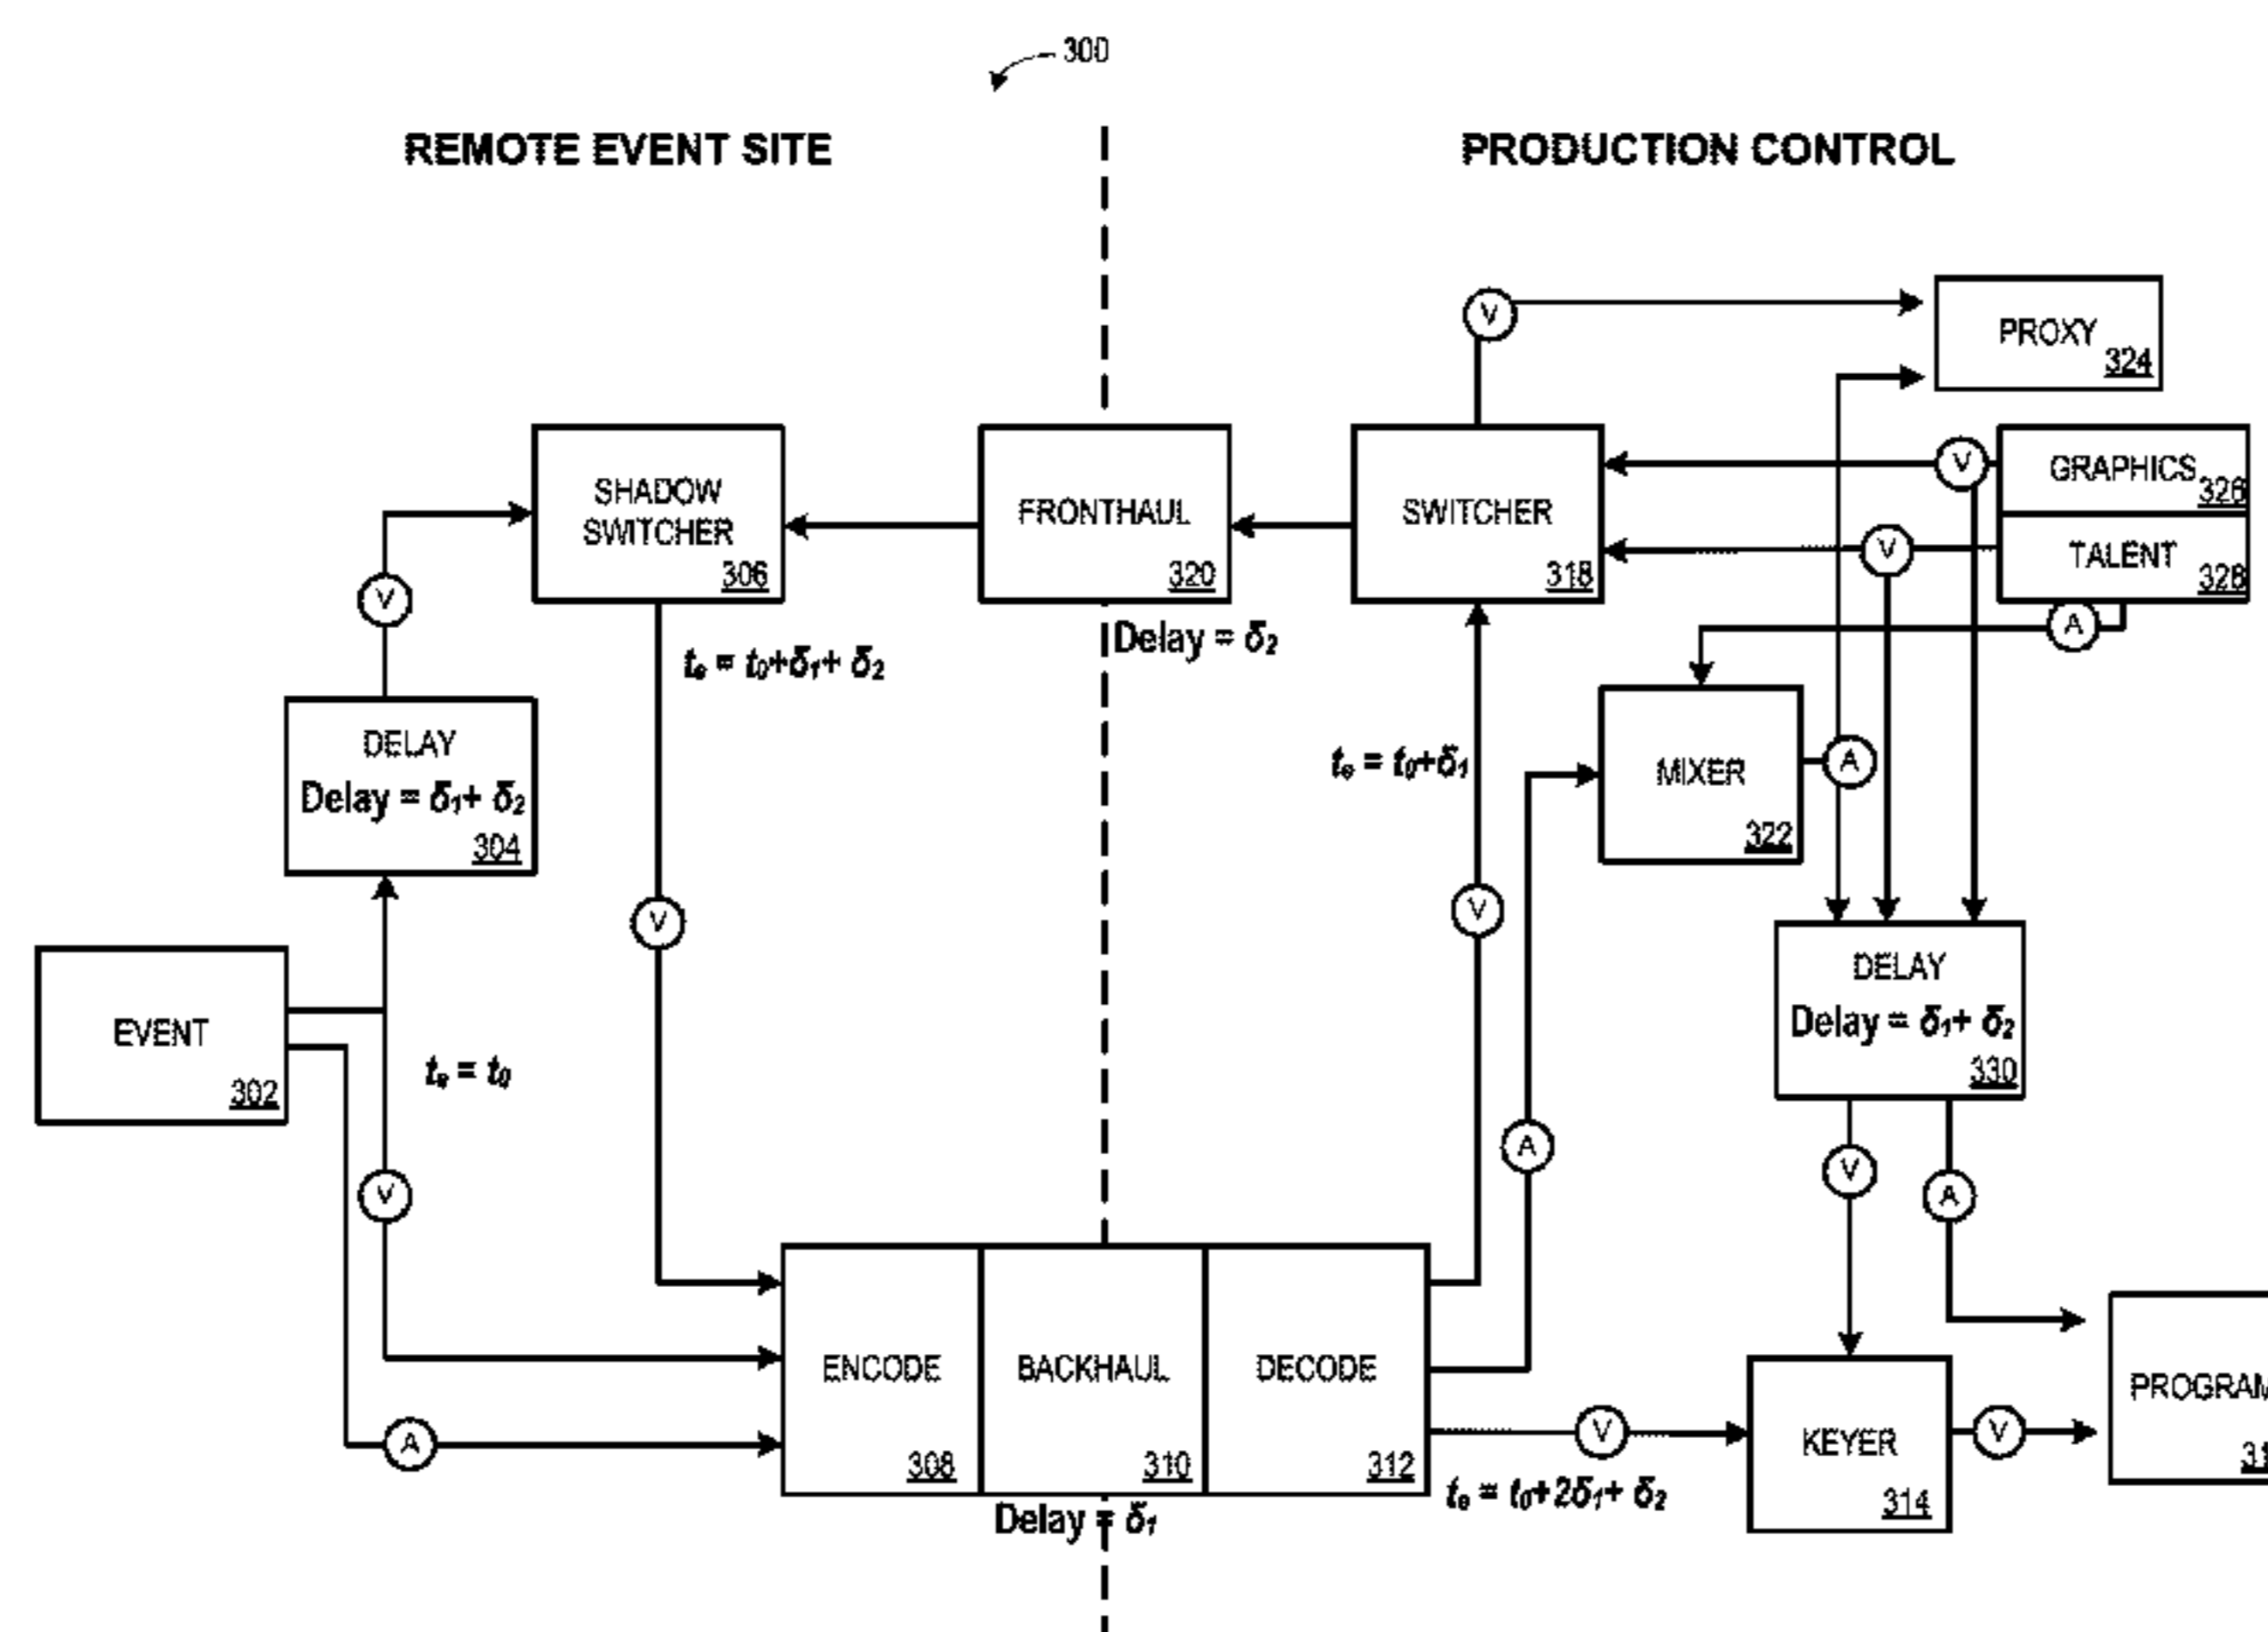 300
REMOTE EVENT SITE
PRODUCTION CONTROL
V
PROXY
324
SHADOW
SWITCHER
306
FRONTHAUL
320
SWITCHER
318
V
GRAPHICS
326
V
TALENT
328
V
Delay = δ2
A
te = t0+δ1+ δ2
DELAY
Delay = δ1+ δ2
304
te = t0+δ1
MIXER
322
A
V
V
EVENT
302
te = t0
DELAY
Delay = δ1+ δ2
330
V
A
V
A
A
ENCODE
308
BACKHAUL
310
DECODE
312
V
KEYER
314
V
PROGRAM
31
te = t0+2δ1+ δ2
Delay = δ1